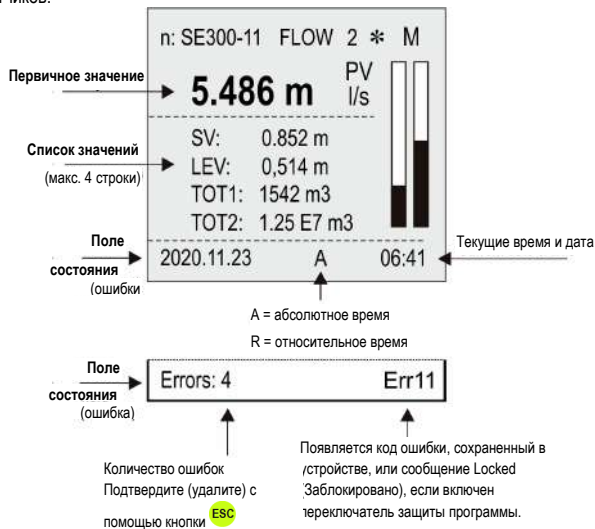 чиков.
n: SE300-11 FLOW 2 * M
Первичное значение
5.486 m
PV
l/s
SV: 0.852 m
Список значений
(макс. 4 строки)
LEV: 0,514 m
TOT1: 1542 m3
TOT2: 1.25 E7 m3
Поле
состояния
(ошибки
2020.11.23 A 06:41
Текущие время и дата
A = абсолютное время
R = относительное время
Поле
состояния
(ошибка)
Errors: 4 Err11
Количество ошибок
Подтвердите (удалите) с
помощью кнопки ESC
Появляется код ошибки, сохраненный в
устройстве, или сообщение Locked
(Заблокировано), если включен
переключатель защиты программы.